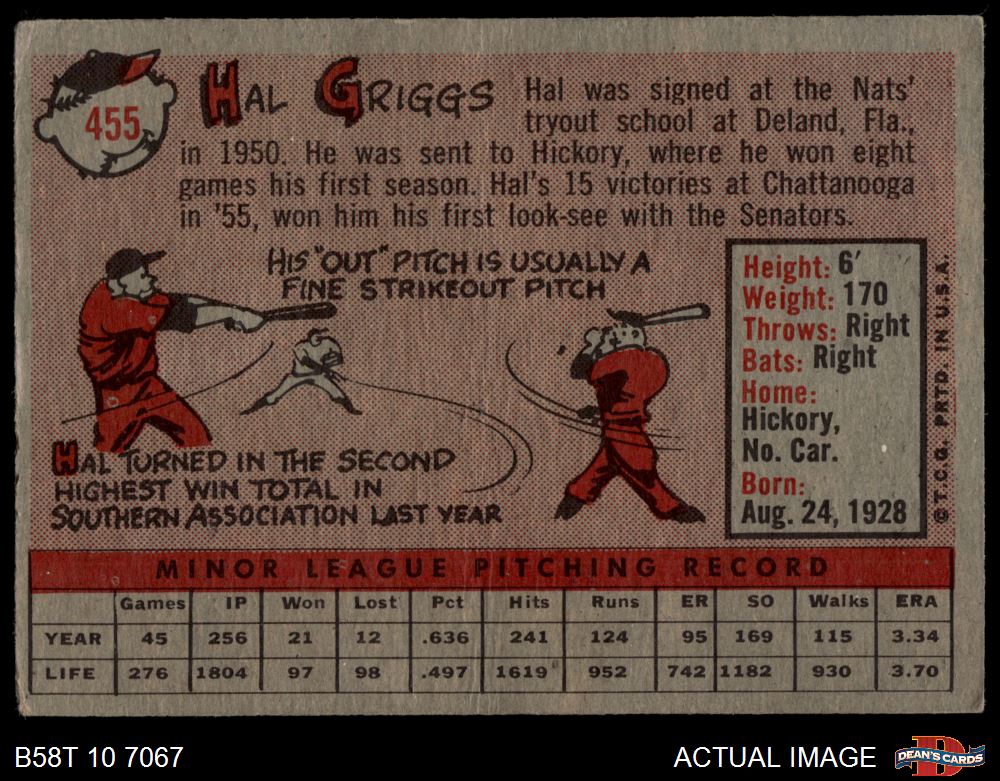 455
HAL GRIGGS
Hal was signed at the Nats'
tryout school at Deland, Fla.,
in 1950. He was sent to Hickory, where he won eight
games his first season. Hal's 15 victories at Chattanooga
in '55, won him his first look-see with the Senators.
HIS "OUT" PITCH IS USUALLY A
FINE STRIKEOUT PITCH
HAL TURNED IN THE SECOND
HIGHEST WIN TOTAL IN
SOUTHERN ASSOCIATION LAST YEAR
Height: 6'
Weight: 170
Throws: Right
Bats: Right
Home:
Hickory,
No. Car.
Born:
Aug. 24, 1928
© T.C.G. PRTD. IN U.S.A.
MINOR LEAGUE PITCHING RECORD
Games IP Won Lost Pct Hits Runs ER SO Walks ERA
YEAR 45 256 21 12 .636 241 124 95 169 115 3.34
LIFE 276 1804 97 98 .497 1619 952 742 1182 930 3.70
B58T 10 7067
ACTUAL IMAGE
D
DEAN'S CARDS